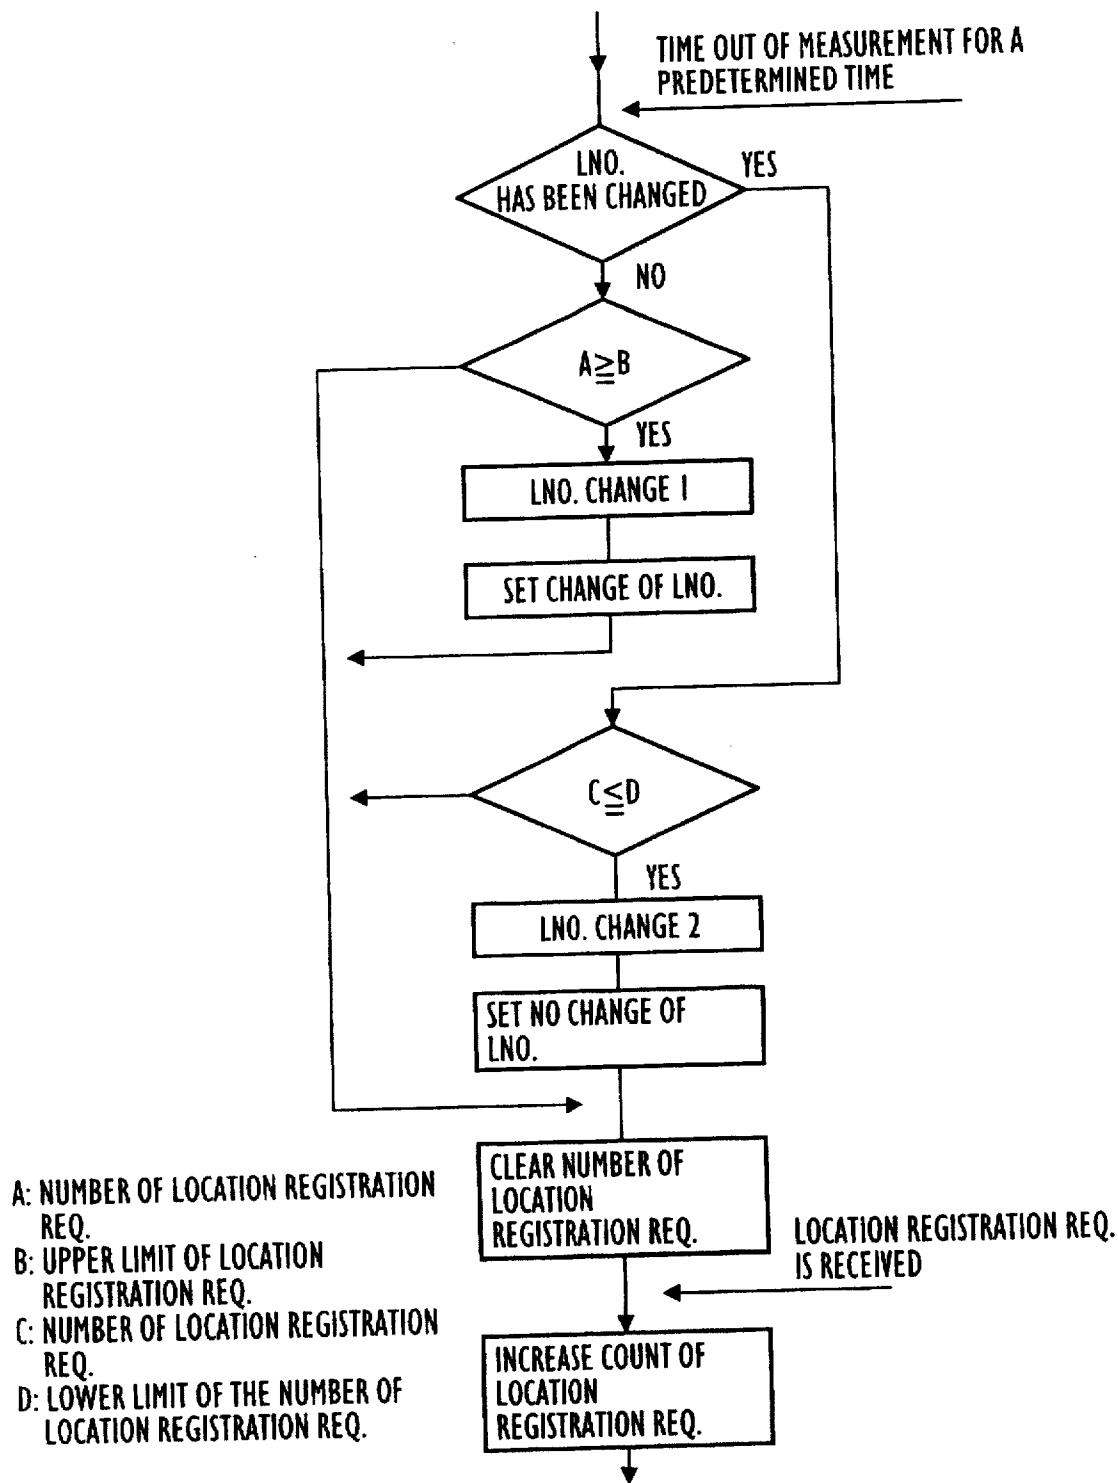 TIME OUT OF MEASUREMENT FOR A
PREDETERMINED TIME
LNO.
HAS BEEN CHANGED
YES
NO
A≧B
YES
LNO. CHANGE 1
SET CHANGE OF LNO.
C≦D
YES
LNO. CHANGE 2
SET NO CHANGE OF
LNO.
CLEAR NUMBER OF
LOCATION
REGISTRATION REQ.
LOCATION REGISTRATION REQ.
IS RECEIVED
INCREASE COUNT OF
LOCATION
REGISTRATION REQ.
A: NUMBER OF LOCATION REGISTRATION
REQ.
B: UPPER LIMIT OF LOCATION
REGISTRATION REQ.
C: NUMBER OF LOCATION REGISTRATION
REQ.
D: LOWER LIMIT OF THE NUMBER OF
LOCATION REGISTRATION REQ.